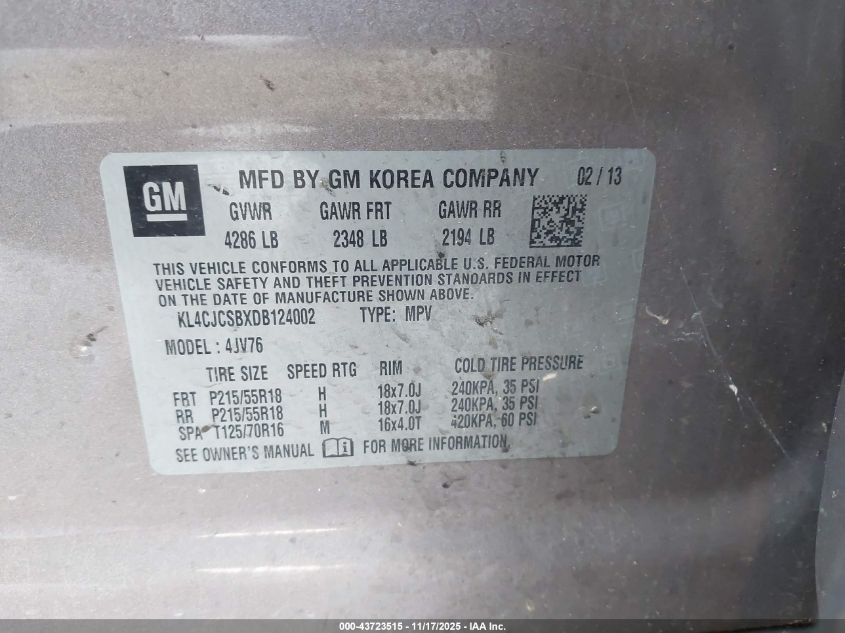 GM
MFD BY GM KOREA COMPANY 02 / 13
GVWR GAWR FRT GAWR RR
4286 LB 2348 LB 2194 LB
THIS VEHICLE CONFORMS TO ALL APPLICABLE U.S. FEDERAL MOTOR
VEHICLE SAFETY AND THEFT PREVENTION STANDARDS IN EFFECT
ON THE DATE OF MANUFACTURE SHOWN ABOVE.
KL4CJCSBXDB124002 TYPE: MPV
MODEL : 4JV76
TIRE SIZE SPEED RTG RIM COLD TIRE PRESSURE
FRT P215/55R18 H 18x7.0J 240KPA, 35 PSI
RR P215/55R18 H 18x7.0J 240KPA, 35 PSI
SPA T125/70R16 M 16x4.0T 420KPA, 60 PSI
SEE OWNER'S MANUAL FOR MORE INFORMATION.
000-43723515 - 11/17/2025 - IAA Inc.